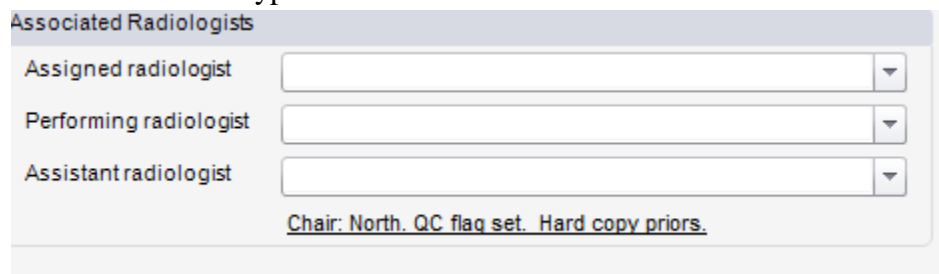 Associated Radiologists
Assigned radiologist
Performing radiologist
Assistant radiologist
Chair: North. QC flag set.  Hard copy priors.